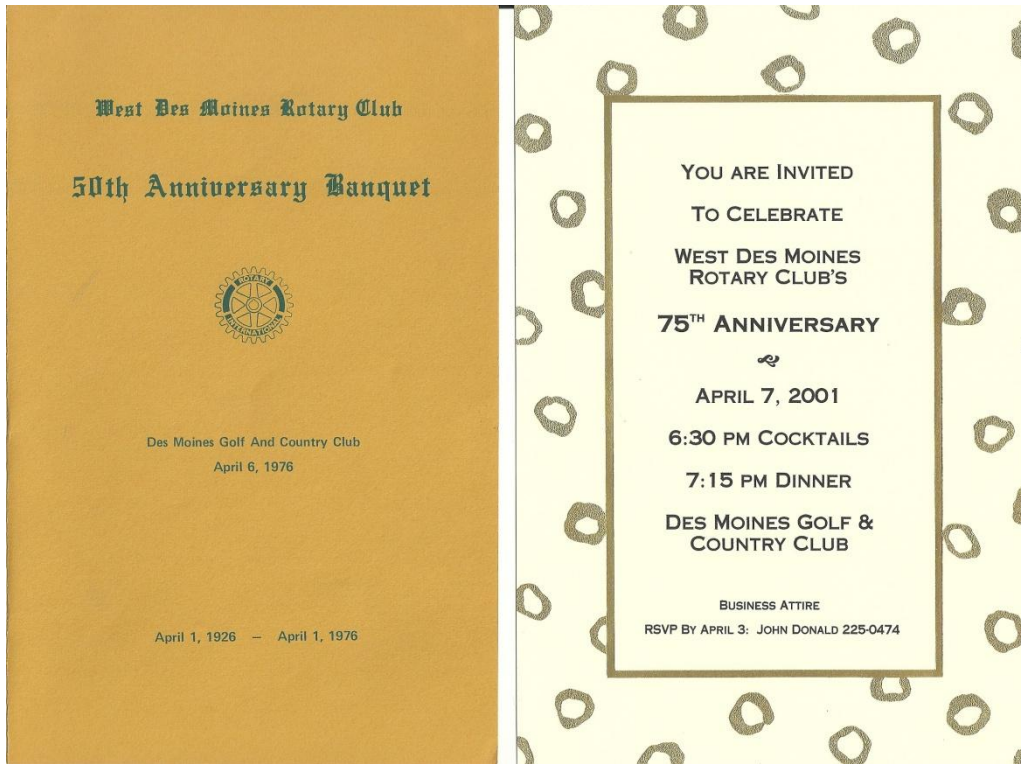 West Des Moines Rotary Club
50th Anniversary Banquet
ROTARY
INTERNATIONAL
Des Moines Golf And Country Club
April 6, 1976
April 1, 1926 — April 1, 1976
YOU ARE INVITED
TO CELEBRATE
WEST DES MOINES
ROTARY CLUB'S
75TH ANNIVERSARY
APRIL 7, 2001
6:30 PM COCKTAILS
7:15 PM DINNER
DES MOINES GOLF &
COUNTRY CLUB
BUSINESS ATTIRE
RSVP BY APRIL 3: JOHN DONALD 225-0474